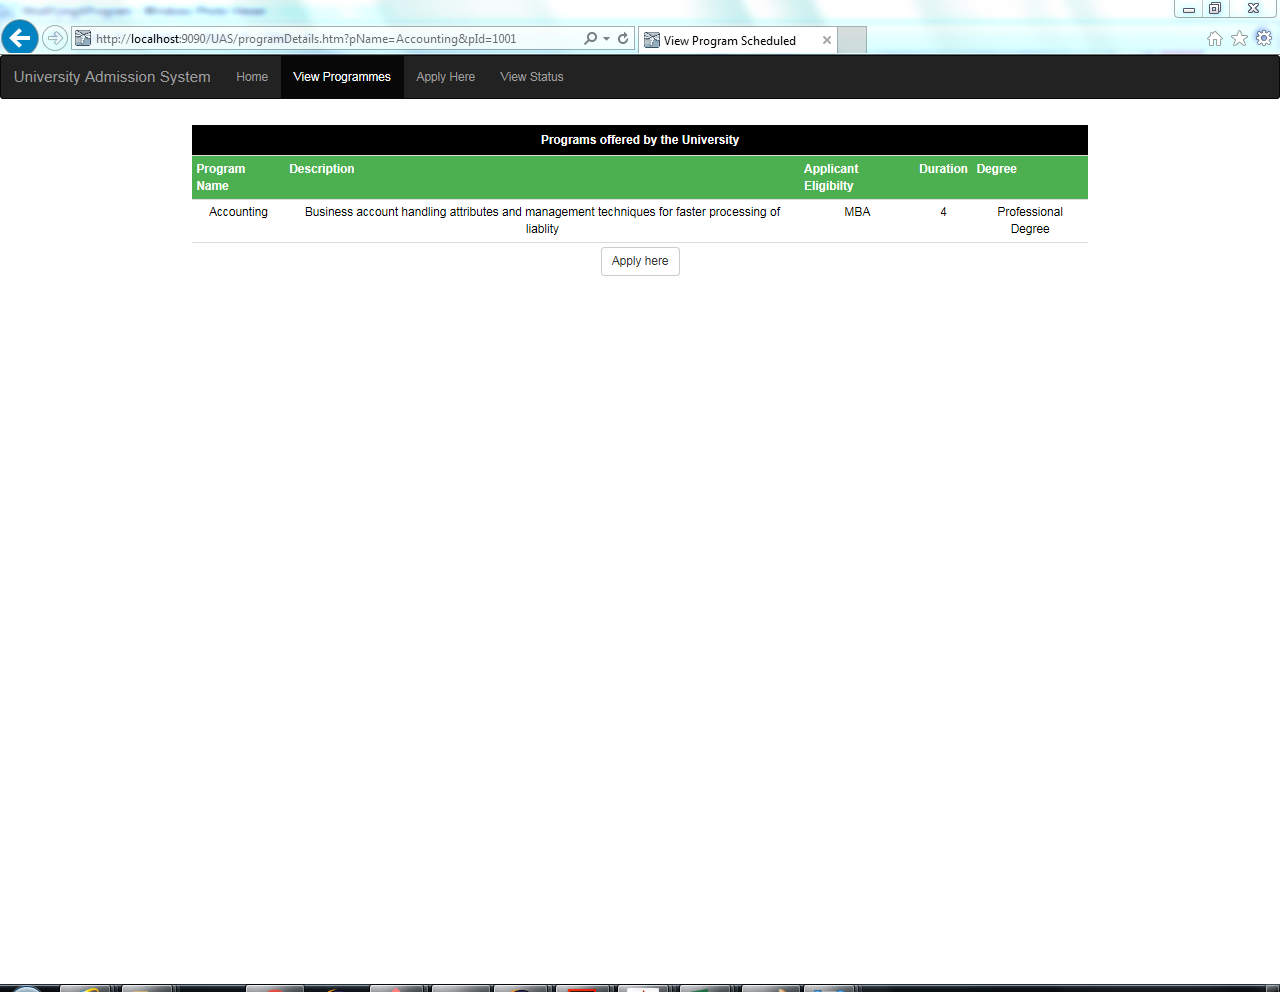 http://localhost:9090/UAS/programDetails.htm?pName=Accounting&pId=1001
View Program Scheduled
University Admission System Home View Programmes Apply Here View Status
Programs offered by the University
Program Description Applicant Duration Degree
Name Eligibilty
Accounting Business account handling attributes and management techniques for faster processing of MBA 4 Professional
liablity Degree
Apply here